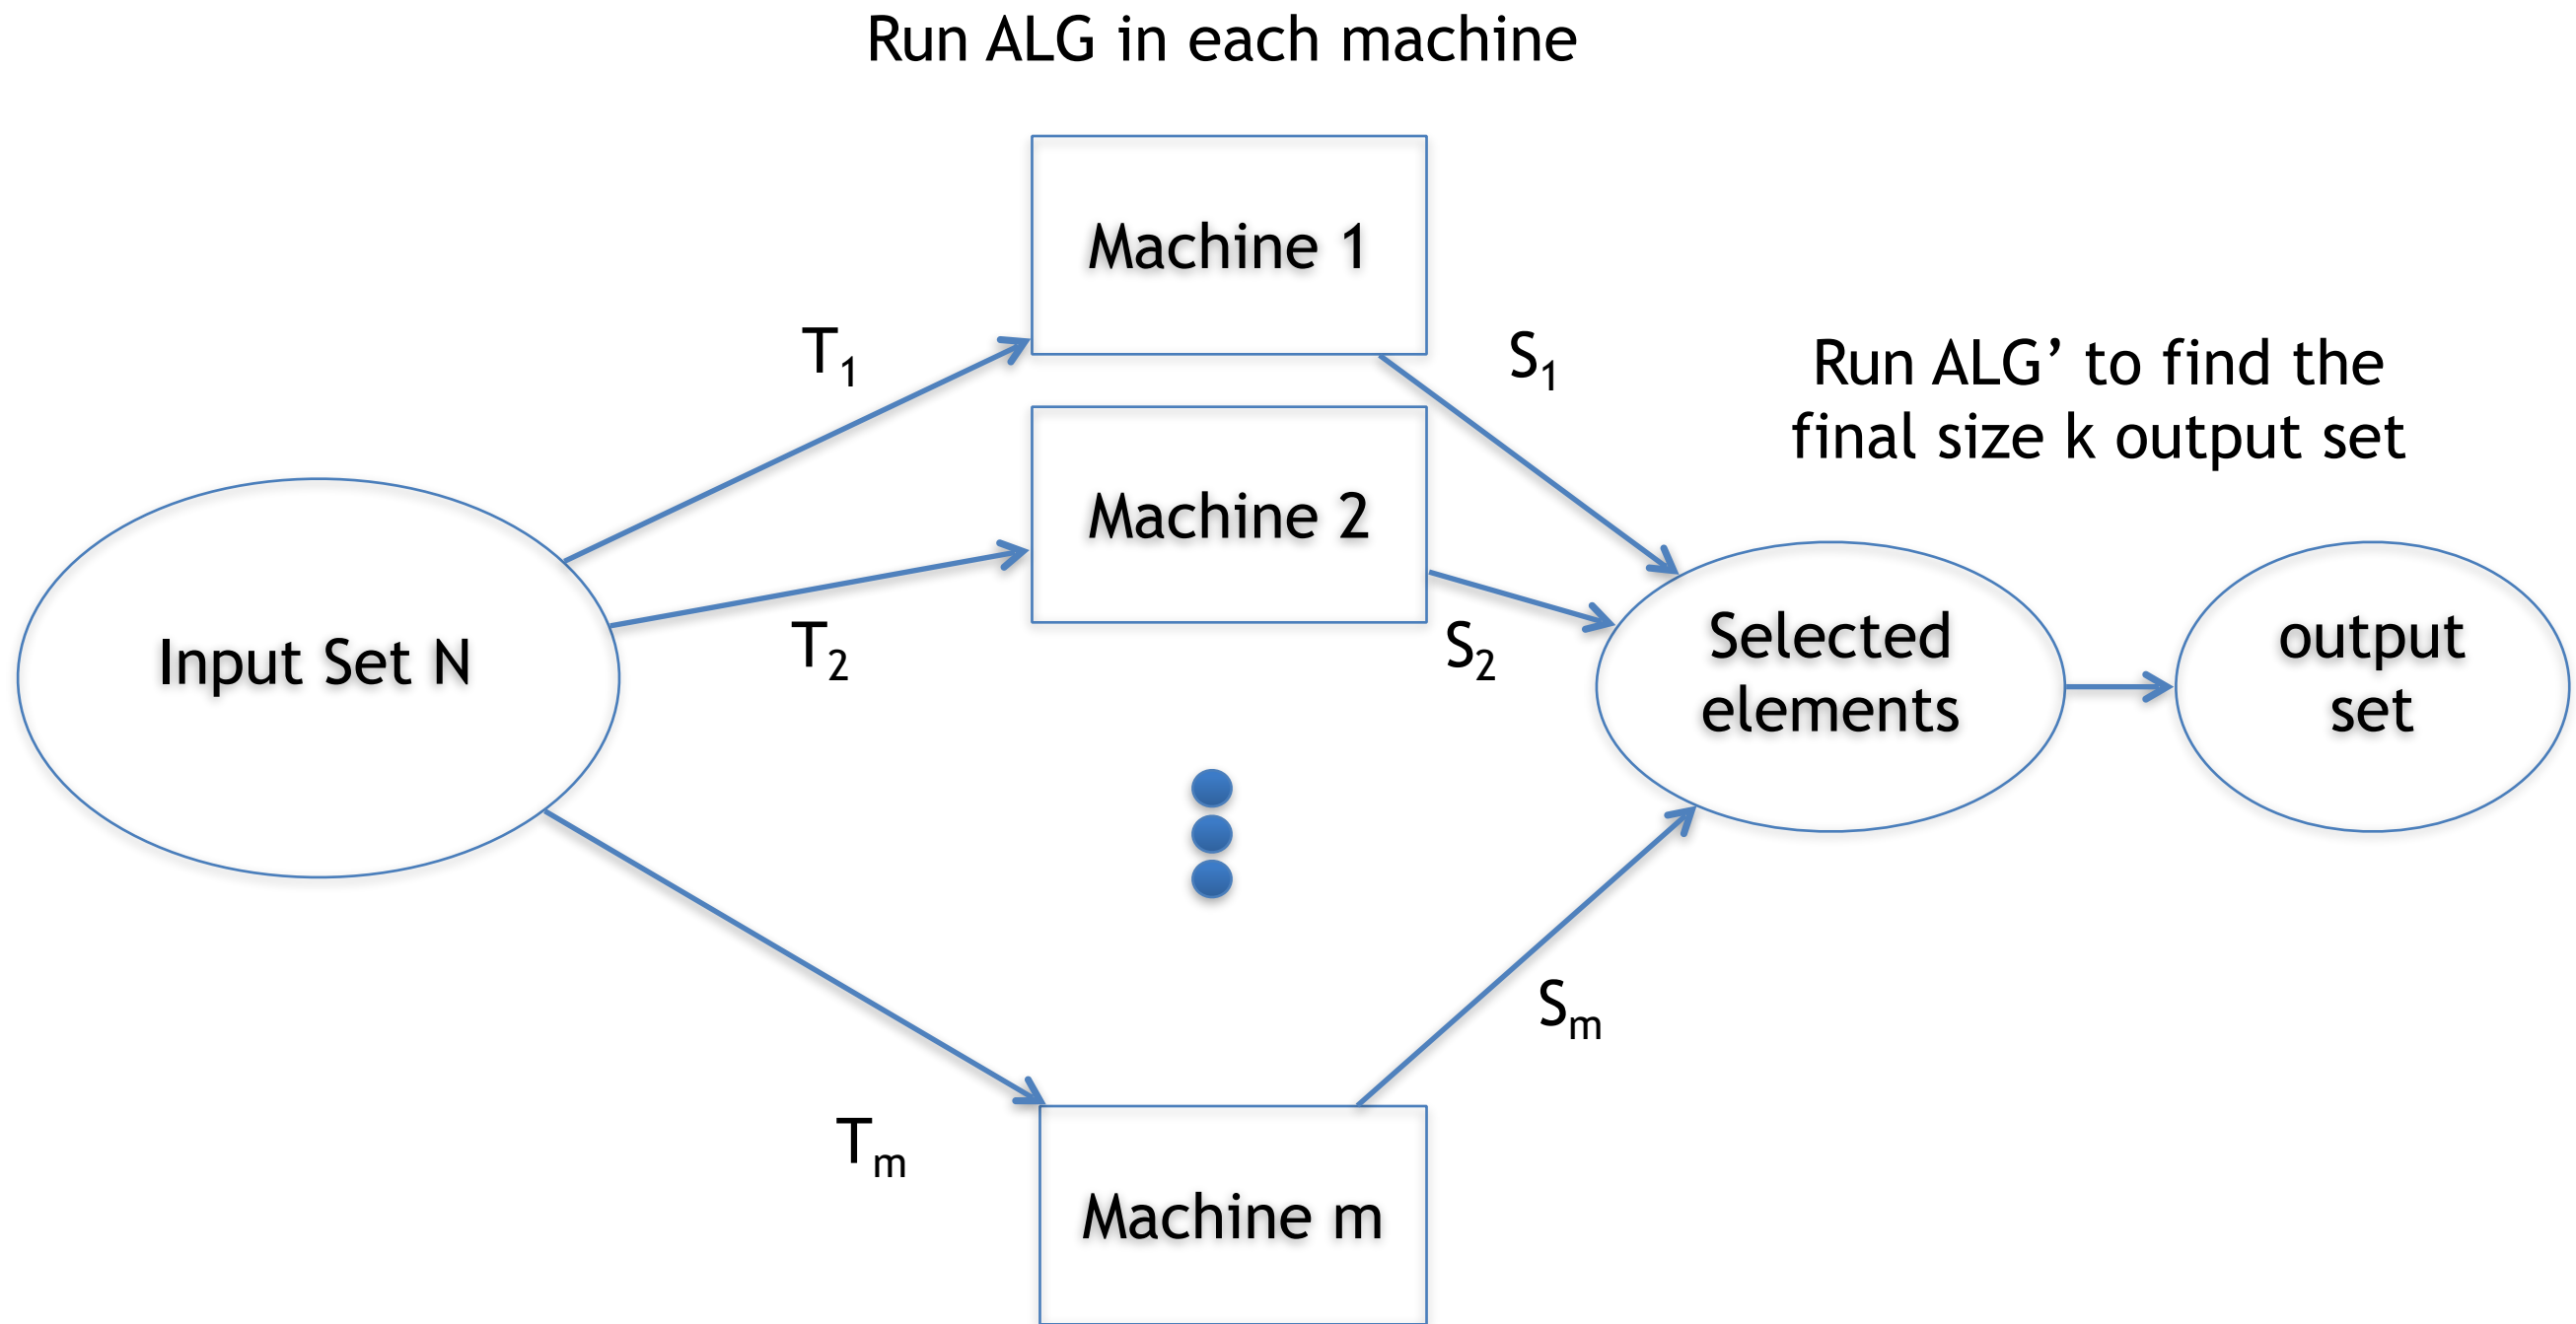 Run ALG in each machine
Machine 1
T₁
S₁
Run ALG’ to find the
final size k output set
Machine 2
Input Set N
T₂
S₂
Selected
elements
output
set
Sₘ
Tₘ
Machine m